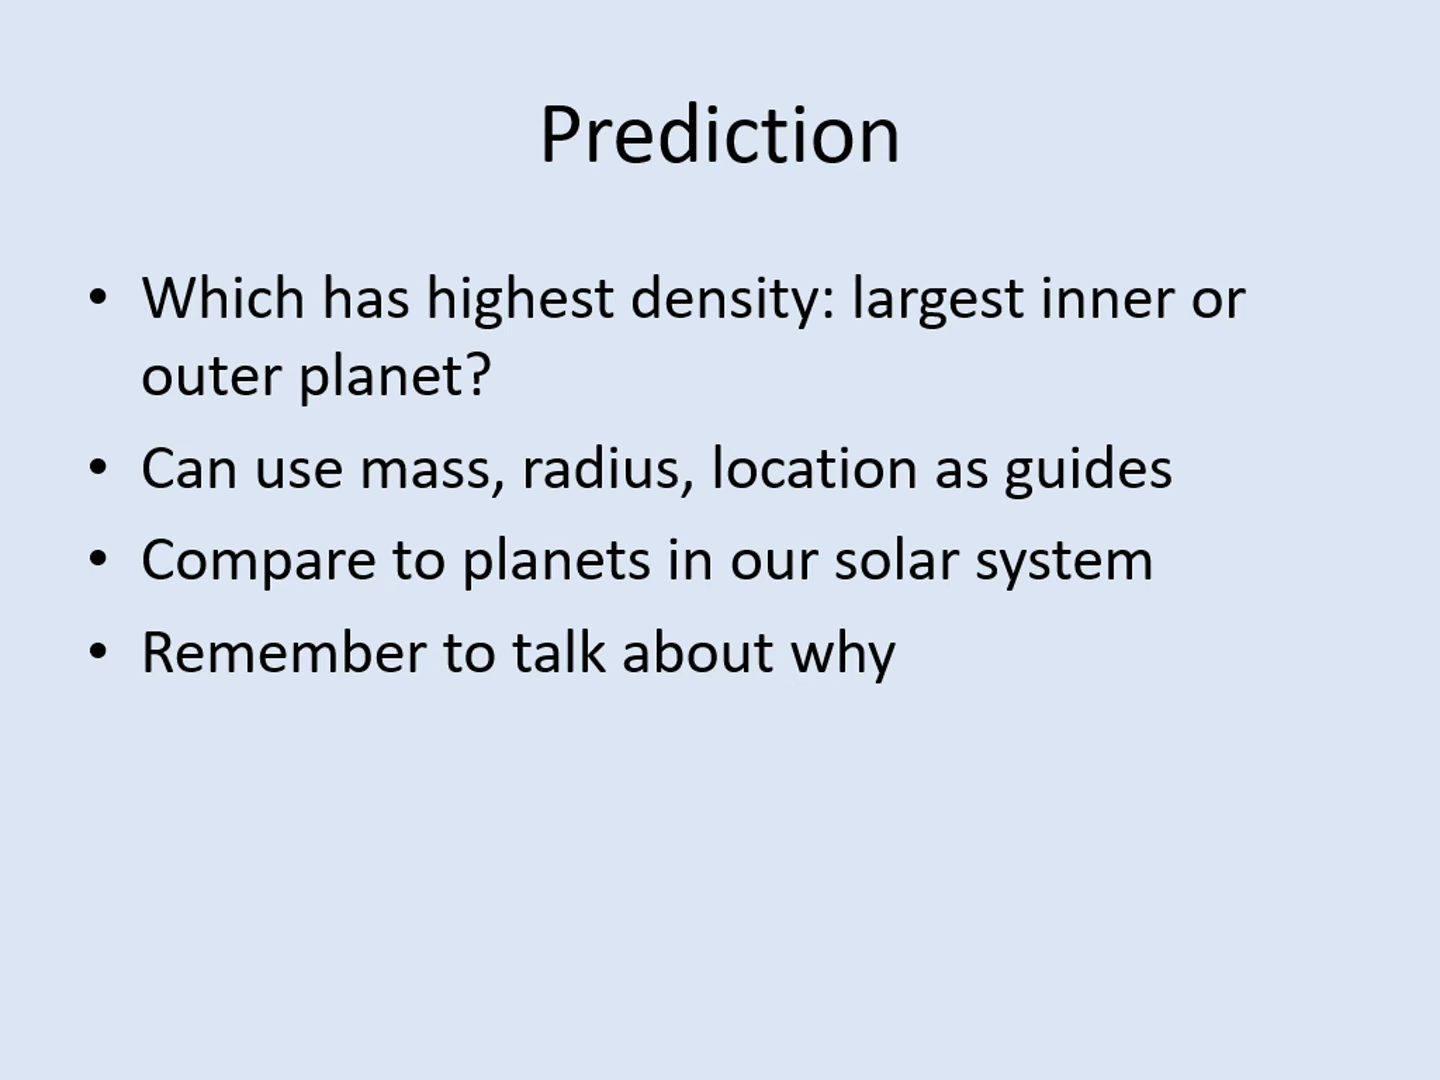 Prediction
• Which has highest density: largest inner or
outer planet?
• Can use mass, radius, location as guides
• Compare to planets in our solar system
• Remember to talk about why